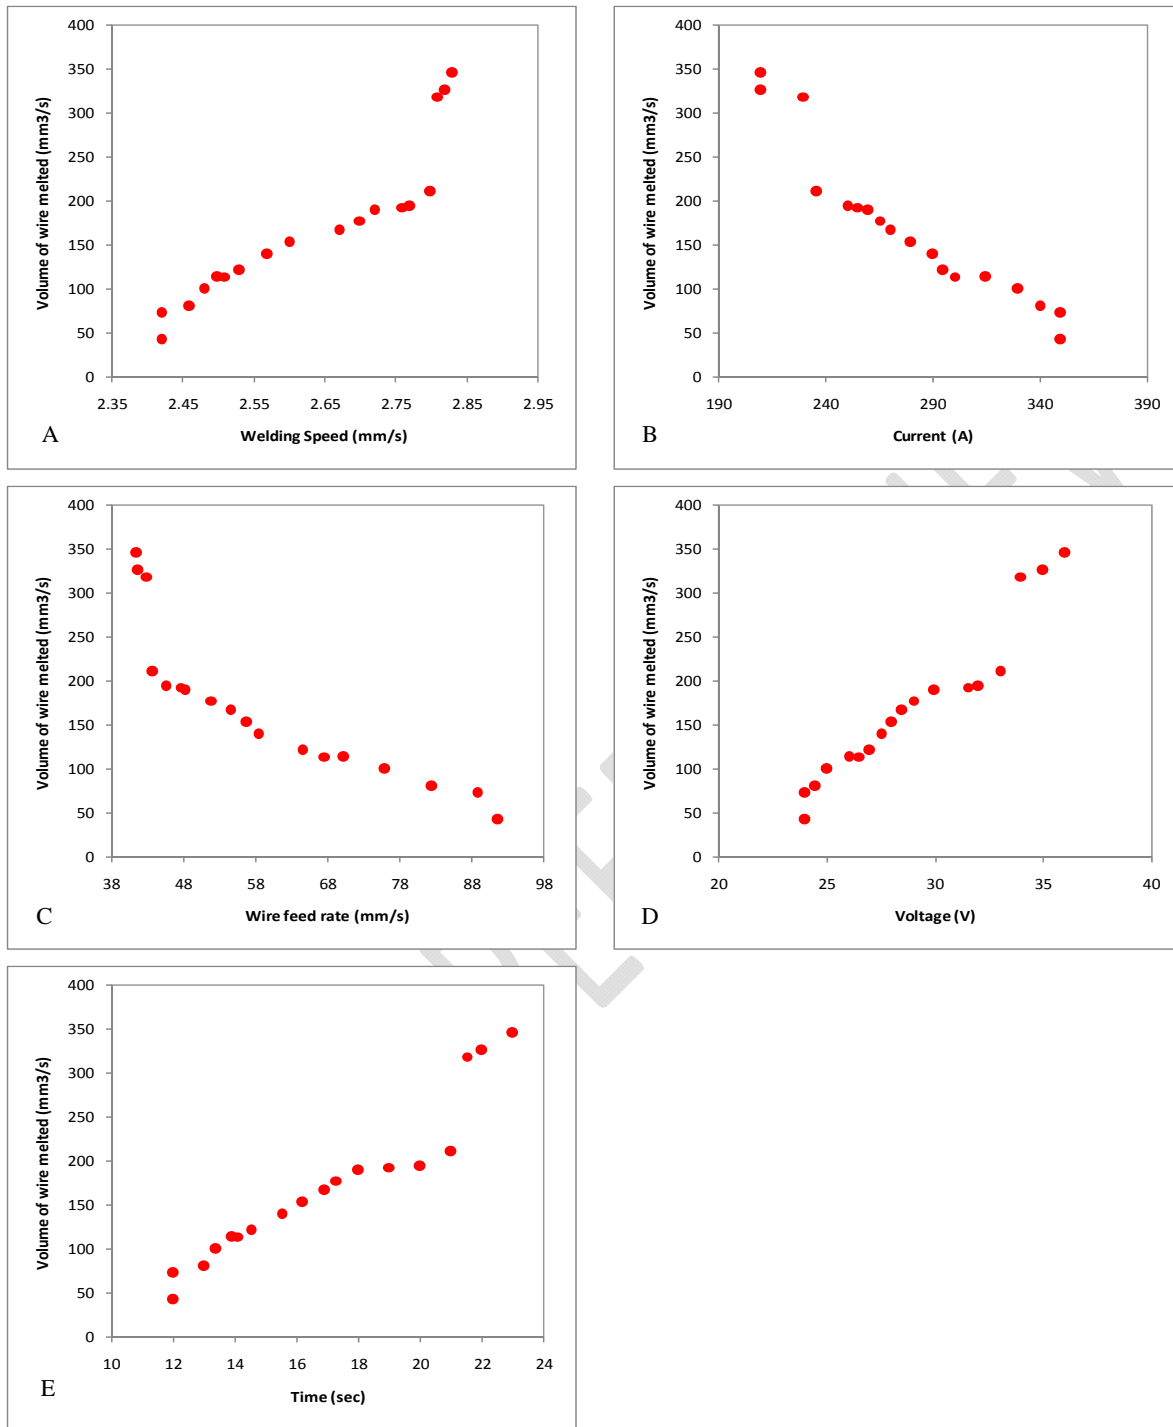 400
350
300
250
200
150
100
50
0
Volume of wire melted (mm3/s)
2.35 2.45 2.55 2.65 2.75 2.85 2.95
Welding Speed (mm/s)
A
400
350
300
250
200
150
100
50
0
Volume of wire melted (mm3/s)
190 240 290 340 390
Current (A)
B
400
350
300
250
200
150
100
50
0
Volume of wire melted (mm3/s)
38 48 58 68 78 88 98
Wire feed rate (mm/s)
C
400
350
300
250
200
150
100
50
0
Volume of wire melted (mm3/s)
20 25 30 35 40
Voltage (V)
D
400
350
300
250
200
150
100
50
0
Volume of wire melted (mm3/s)
10 12 14 16 18 20 22 24
Time (sec)
E